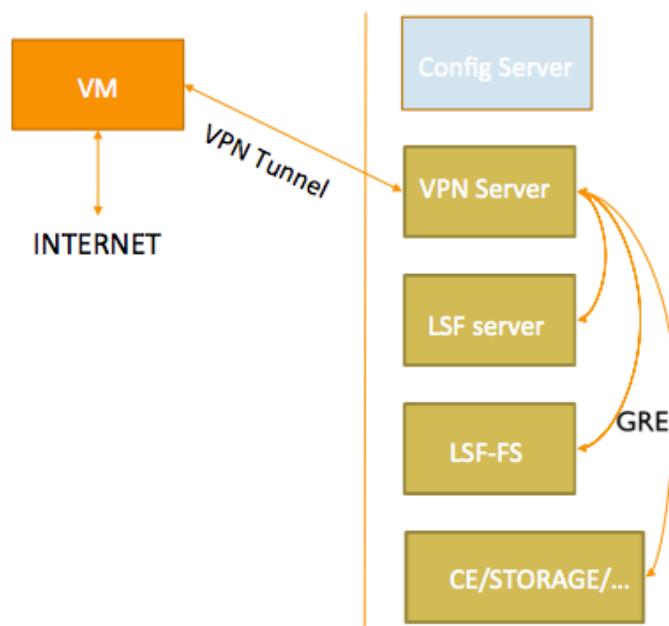 VM
Config Server
VPN Tunnel
VPN Server
INTERNET
LSF server
GRE
LSF-FS
CE/STORAGE/...